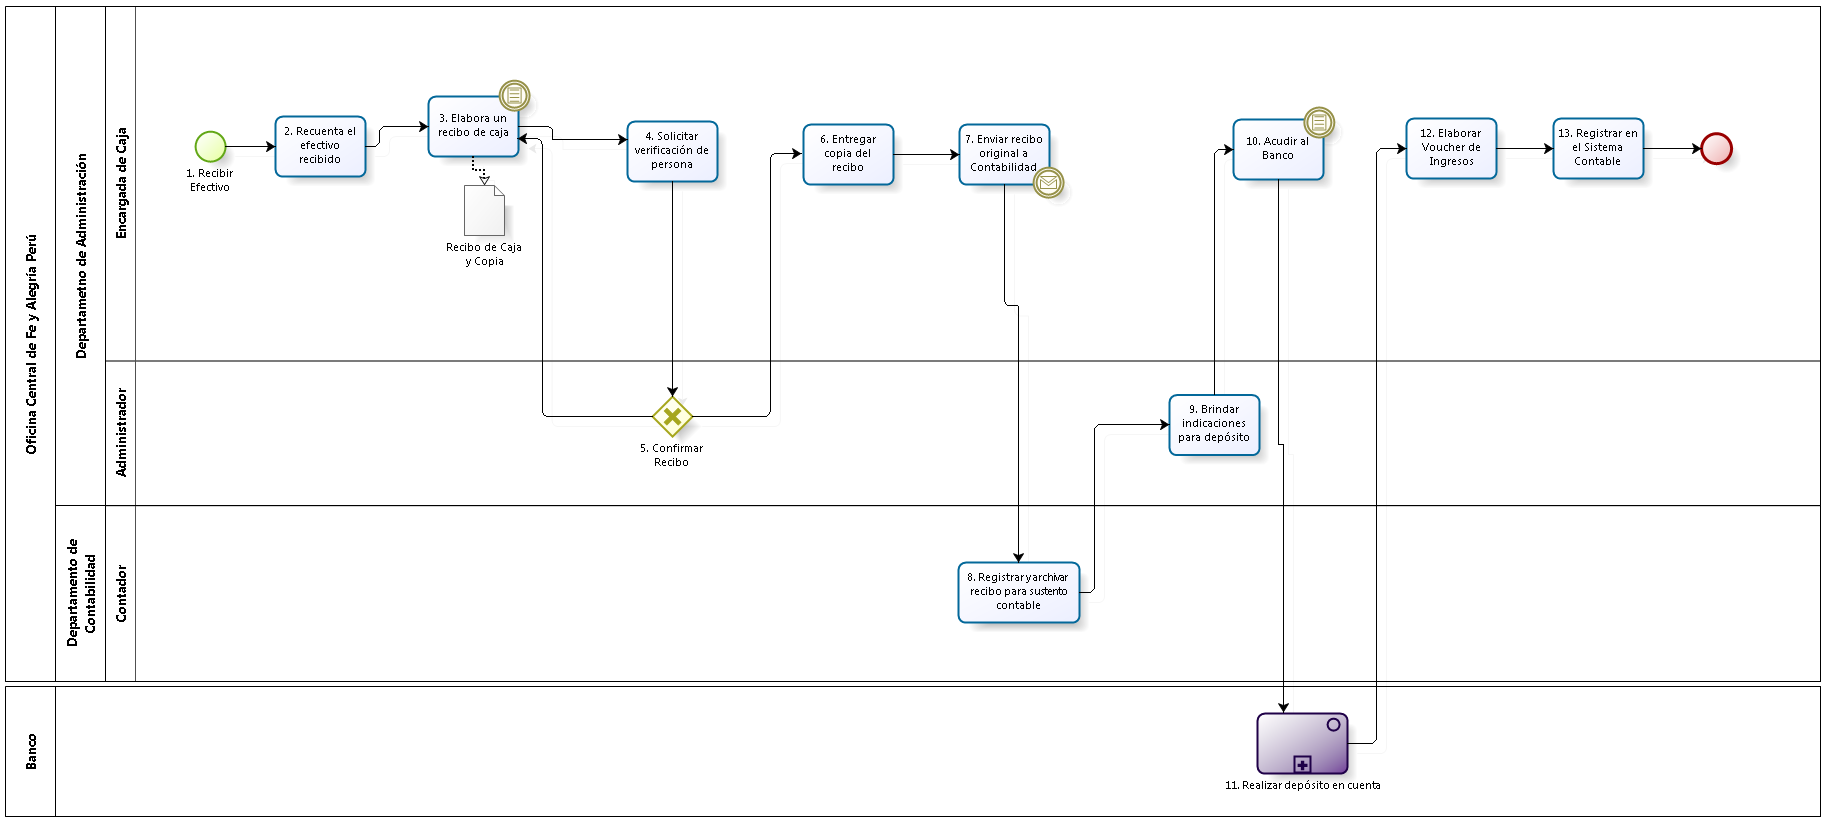 Oficina Central de Fe y Alegría Perú
Departametno de Administración
Encargada de Caja
1. Recibir
Efectivo
2. Recuenta el
efectivo
recibido
3. Elabora un
recibo de caja
Recibo de Caja
y Copia
4. Solicitar
verificación de
persona
6. Entregar
copia del
recibo
7. Enviar recibo
original a
Contabilidad
10. Acudir al
Banco
12. Elaborar
Voucher de
Ingresos
13. Registrar en
el Sistema
Contable
Administrador
5. Confirmar
Recibo
9. Brindar
indicaciones
para depósito
Departamento de
Contabilidad
Contador
8. Registrar y archivar
recibo para sustento
contable
Banco
11. Realizar depósito en cuenta